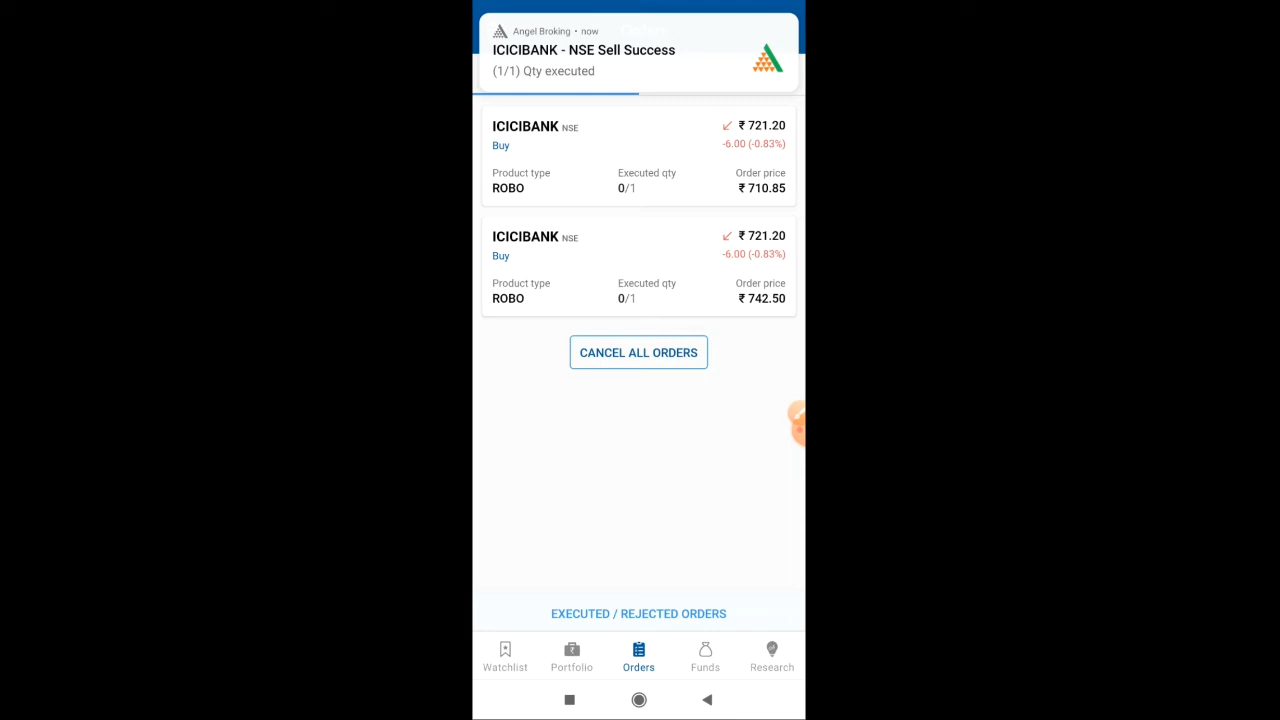 Angel Broking • now
ICICIBANK - NSE Sell Success
(1/1) Qty executed
ICICIBANK NSE
₹ 721.20
Buy
-6.00 (-0.83%)
Product type Executed qty Order price
ROBO 0/1 ₹ 710.85
ICICIBANK NSE
₹ 721.20
Buy
-6.00 (-0.83%)
Product type Executed qty Order price
ROBO 0/1 ₹ 742.50
CANCEL ALL ORDERS
EXECUTED / REJECTED ORDERS
Watchlist Portfolio Orders Funds Research